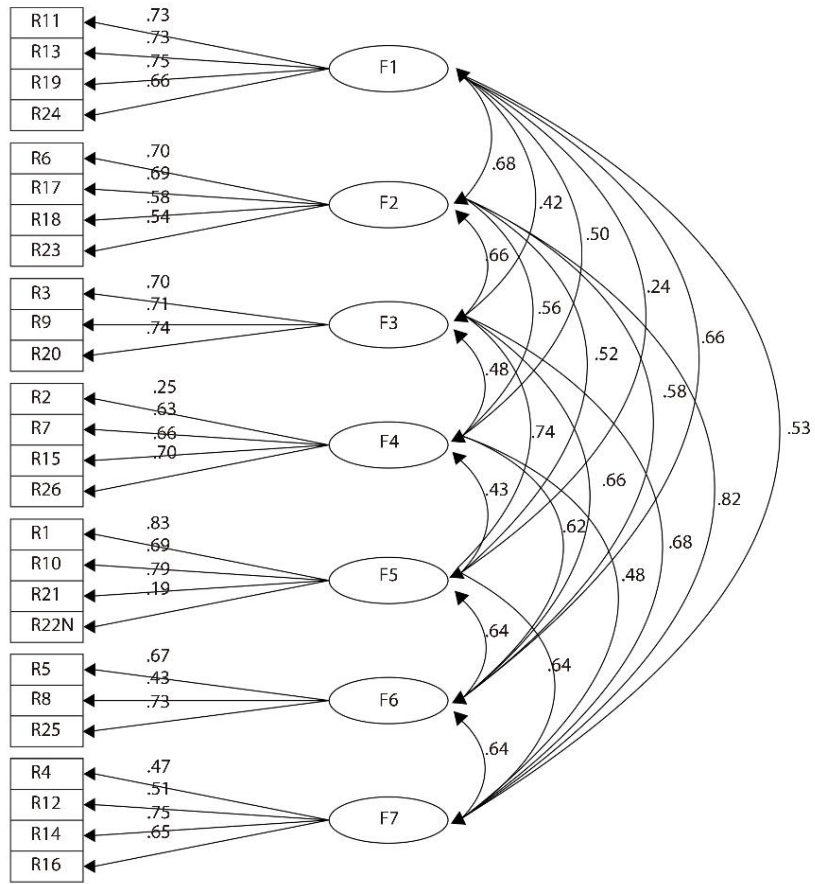 R11
R13
R19
R24
.73
.73
.75
.66
F1
R6
R17
R18
R23
.70
.69
.58
.54
F2
R3
R9
R20
.70
.71
.74
F3
R2
R7
R15
R26
.25
.63
.66
.70
F4
R1
R10
R21
R22N
.83
.69
.79
.19
F5
R5
R8
R25
.67
.43
.73
F6
R4
R12
R14
R16
.47
.51
.75
.65
F7
.68
.42
.50
.24
.66
.53
.66
.56
.52
.58
.82
.48
.74
.66
.68
.43
.62
.48
.64
.64
.64